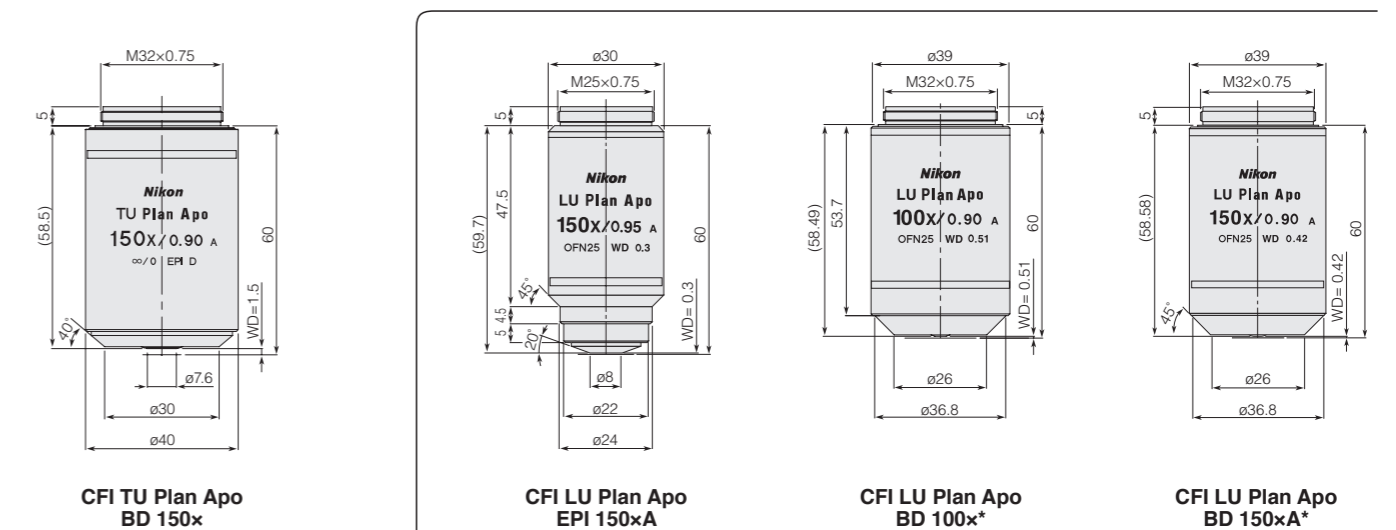 M32×0.75
5
(58.5)
60
Nikon
TU Plan Apo
150x/0.90 A
∞/0 EPI D
WD=1.5
40°
ø7.6
ø30
ø40
CFI TU Plan Apo
BD 150×
ø30
M25×0.75
5
(59.7)
47.5
60
Nikon
LU Plan Apo
150x/0.95 A
OFN25 WD 0.3
45°
4.5
5
20°
WD= 0.3
ø8
ø22
ø24
CFI LU Plan Apo
EPI 150×A
ø39
M32×0.75
5
(58.49)
53.7
60
Nikon
LU Plan Apo
100x/0.90 A
OFN25 WD 0.51
WD= 0.51
ø26
ø36.8
CFI LU Plan Apo
BD 100×*
ø39
M32×0.75
5
(58.58)
60
Nikon
LU Plan Apo
150x/0.90 A
OFN25 WD 0.42
45°
WD= 0.42
ø26
ø36.8
CFI LU Plan Apo
BD 150×A*